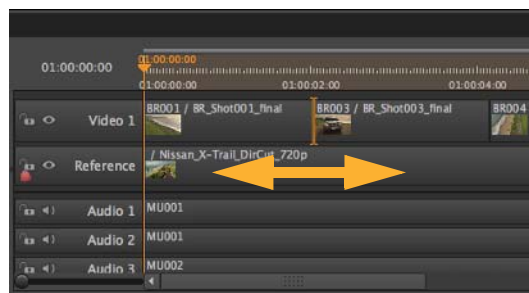 01:00:00:00
01:00:00:00
01:00:00:00 01:00:02:00 01:00:04:00
Video 1 BR001 / BR_Shot001_final BR003 / BR_Shot003_final BR004
Reference / Nissan_X-Trail_DirCut_720p
Audio 1 MU001
Audio 2 MU001
Audio 3 MU002